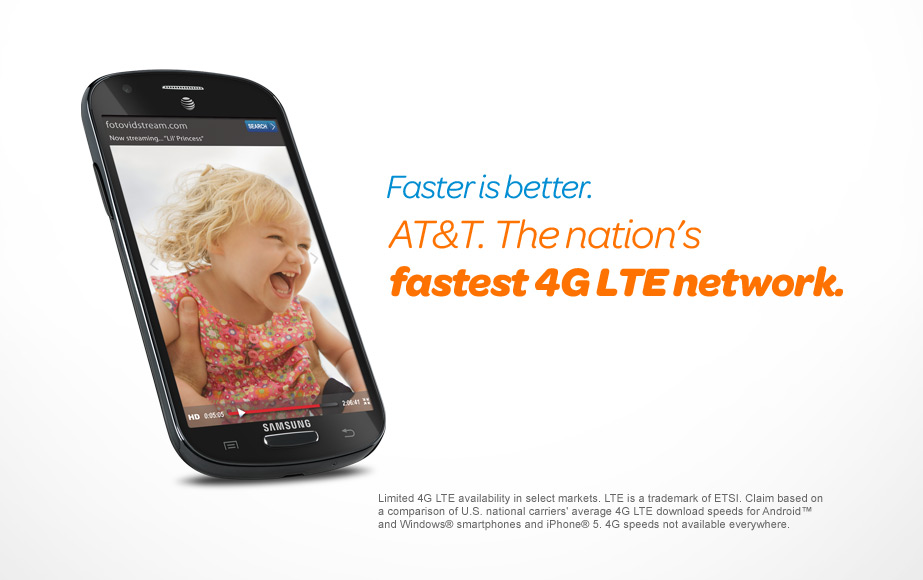 fotovidstream.com
SEARCH
Now streaming..."Lil' Princess"
HD 0:05:05 2:06:41
SAMSUNG
Faster is better.
AT&T. The nation's
fastest 4G LTE network.
Limited 4G LTE availability in select markets. LTE is a trademark of ETSI. Claim based on
a comparison of U.S. national carriers' average 4G LTE download speeds for Android™
and Windows® smartphones and iPhone® 5. 4G speeds not available everywhere.